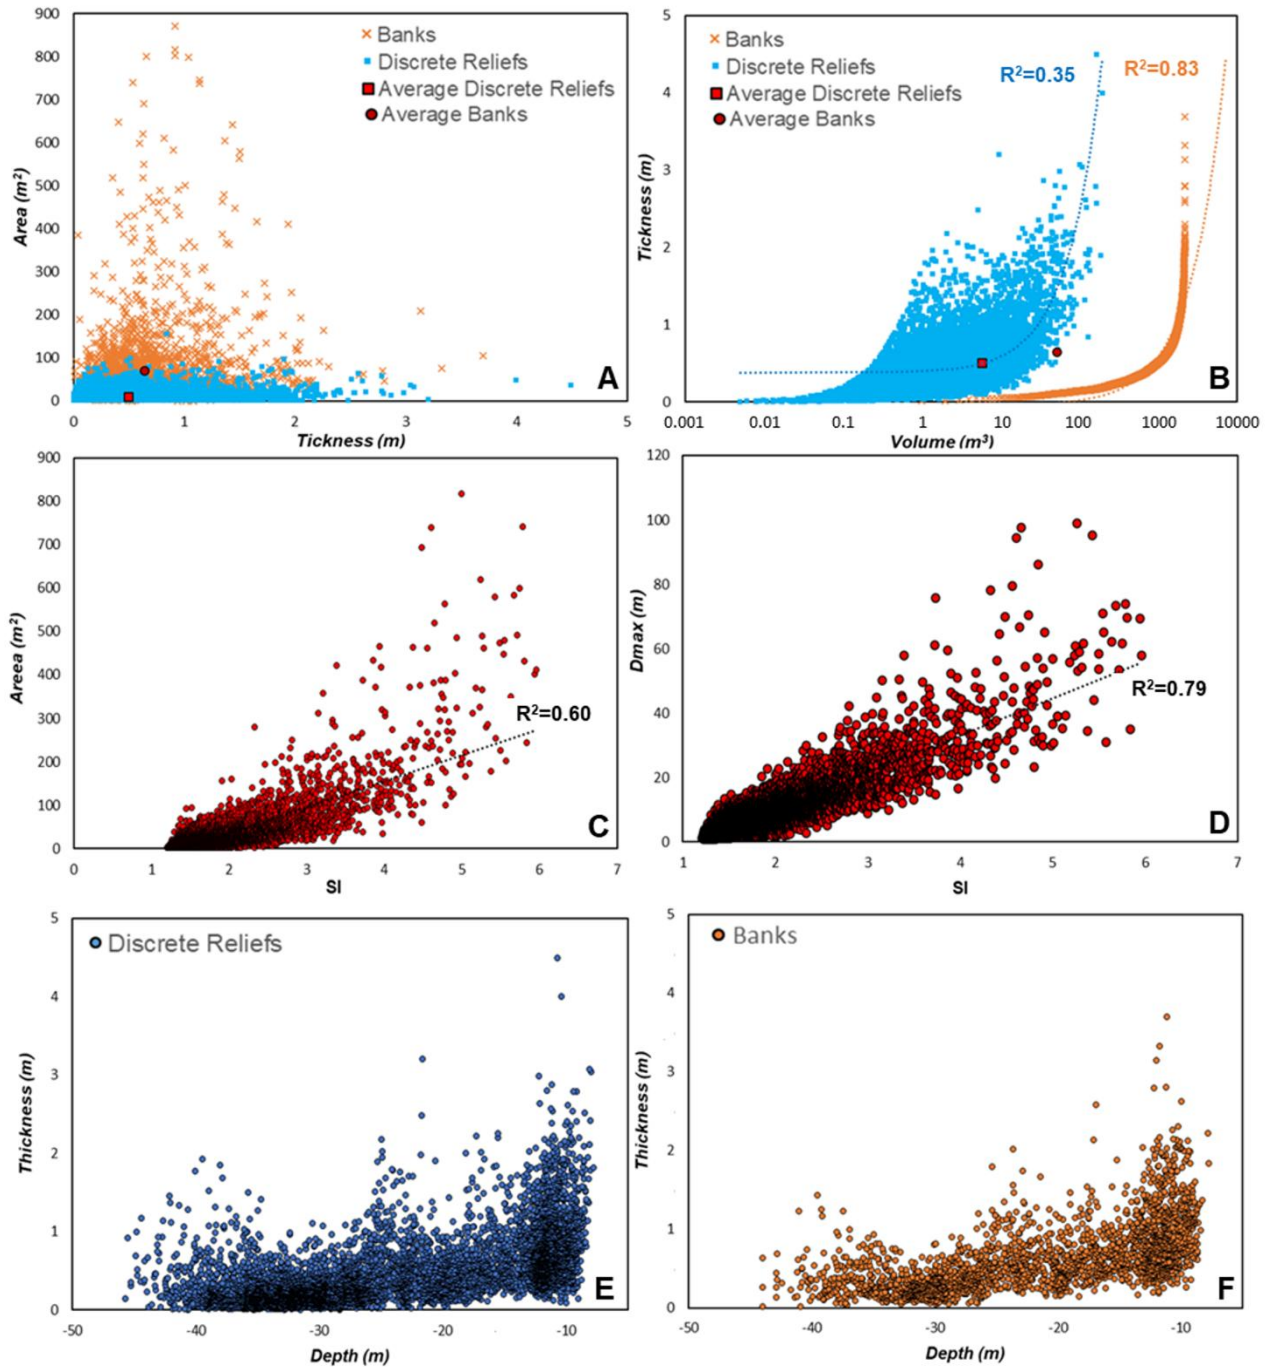 900
800
700
600
500
400
300
200
100
0
Area (m²)
Banks
Discrete Reliefs
Average Discrete Reliefs
Average Banks
A
0 1 2 3 4 5
Tickness (m)
5
4
3
2
1
0
Tickness (m)
Banks
Discrete Reliefs
Average Discrete Reliefs
Average Banks
R²=0.35
R²=0.83
B
0.001 0.01 0.1 1 10 100 1000 10000
Volume (m³)
900
800
700
600
500
400
300
200
100
0
Areea (m²)
R²=0.60
C
0 1 2 3 4 5 6 7
SI
120
100
80
60
40
20
0
Dmax (m)
R²=0.79
D
1 2 3 4 5 6 7
SI
5
4
3
2
1
0
Thickness (m)
Discrete Reliefs
E
-50 -40 -30 -20 -10
Depth (m)
5
4
3
2
1
0
Thickness (m)
Banks
F
-50 -40 -30 -20 -10
Depth (m)